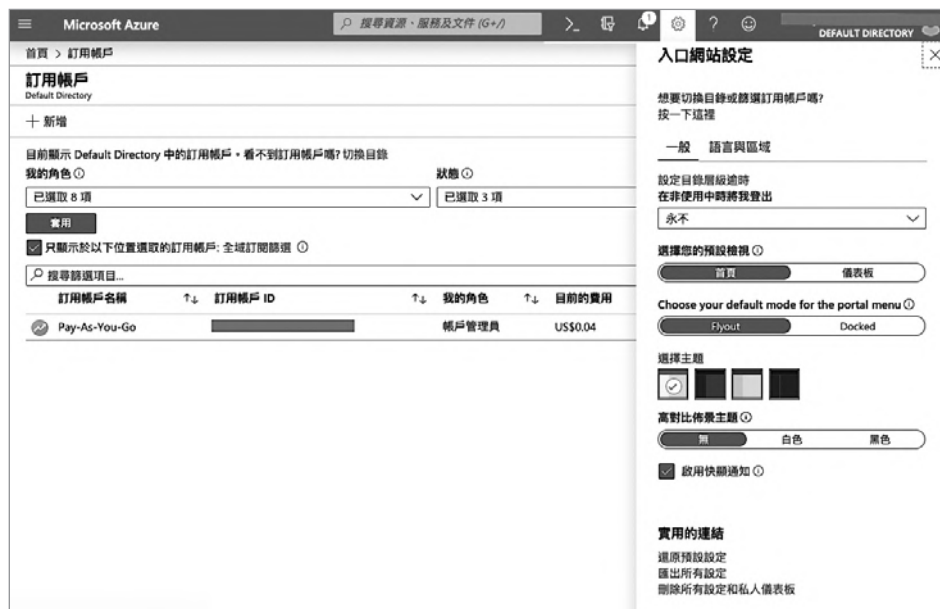 Microsoft Azure
搜尋資源、服務及文件 (G+/)
1
DEFAULT DIRECTORY
首頁 > 訂用帳戶
訂用帳戶
Default Directory
新增
目前顯示 Default Directory 中的訂用帳戶。看不到訂用帳戶嗎? 切換目錄
我的角色
狀態
已選取 8 項
已選取 3 項
套用
只顯示於以下位置選取的訂用帳戶: 全域訂閱篩選
搜尋篩選項目...
訂用帳戶名稱 訂用帳戶 ID 我的角色 目前的費用
Pay-As-You-Go 帳戶管理員 US$0.04
入口網站設定
想要切換目錄或篩選訂用帳戶嗎?
按一下這裡
一般 語言與區域
設定目錄層級逾時
在非使用中時將我登出
永不
選擇您的預設檢視
首頁 儀表板
Choose your default mode for the portal menu
Flyout Docked
選擇主題
高對比佈景主題
無 白色 黑色
啟用快顯通知
實用的連結
還原預設設定
匯出所有設定
刪除所有設定和私人儀表板